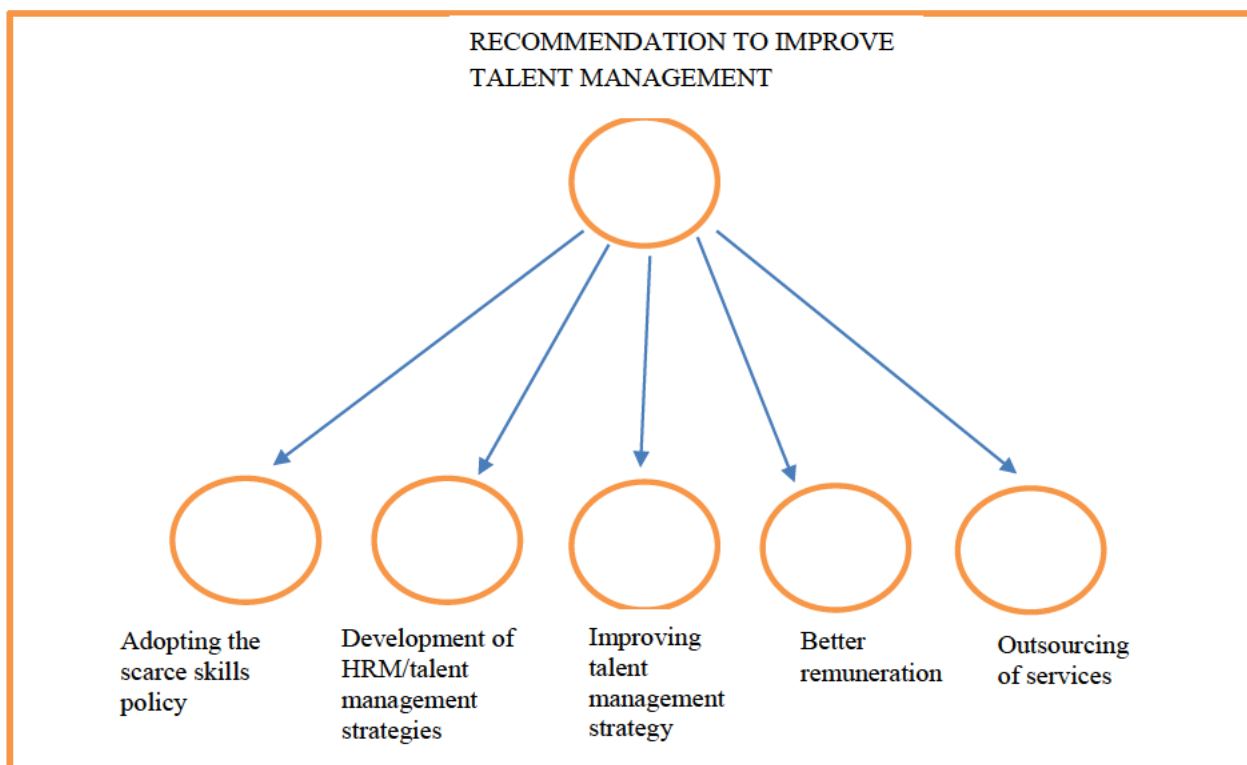 RECOMMENDATION TO IMPROVE
TALENT MANAGEMENT
Adopting the
scarce skills
policy
Development of
HRM/talent
management
strategies
Improving
talent
management
strategy
Better
remuneration
Outsourcing
of services